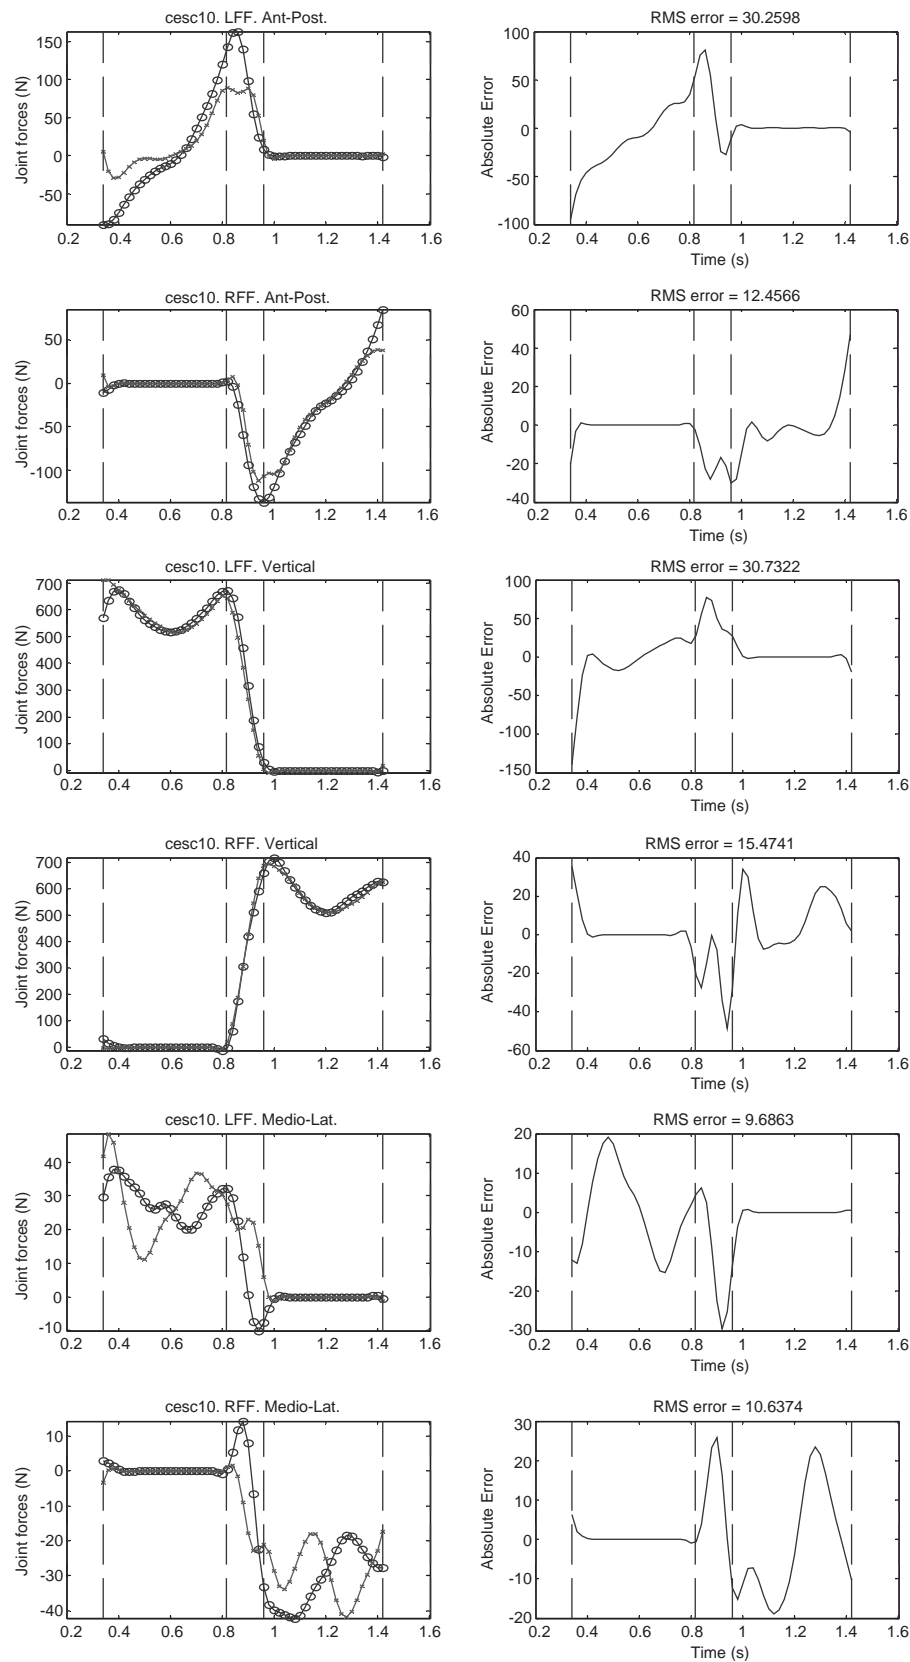 cesc10. LFF. Ant-Post.
Joint forces (N)
150
100
50
0
-50
0.2 0.4 0.6 0.8 1 1.2 1.4 1.6
RMS error = 30.2598
Absolute Error
100
50
0
-50
-100
0.2 0.4 0.6 0.8 1 1.2 1.4 1.6
Time (s)
cesc10. RFF. Ant-Post.
Joint forces (N)
50
0
-50
-100
0.2 0.4 0.6 0.8 1 1.2 1.4 1.6
RMS error = 12.4566
Absolute Error
60
40
20
0
-20
-40
0.2 0.4 0.6 0.8 1 1.2 1.4 1.6
Time (s)
cesc10. LFF. Vertical
Joint forces (N)
700
600
500
400
300
200
100
0
0.2 0.4 0.6 0.8 1 1.2 1.4 1.6
RMS error = 30.7322
Absolute Error
100
50
0
-50
-100
-150
0.2 0.4 0.6 0.8 1 1.2 1.4 1.6
Time (s)
cesc10. RFF. Vertical
Joint forces (N)
700
600
500
400
300
200
100
0
0.2 0.4 0.6 0.8 1 1.2 1.4 1.6
RMS error = 15.4741
Absolute Error
40
20
0
-20
-40
-60
0.2 0.4 0.6 0.8 1 1.2 1.4 1.6
Time (s)
cesc10. LFF. Medio-Lat.
Joint forces (N)
40
30
20
10
0
-10
0.2 0.4 0.6 0.8 1 1.2 1.4 1.6
RMS error = 9.6863
Absolute Error
20
10
0
-10
-20
-30
0.2 0.4 0.6 0.8 1 1.2 1.4 1.6
Time (s)
cesc10. RFF. Medio-Lat.
Joint forces (N)
10
0
-10
-20
-30
-40
0.2 0.4 0.6 0.8 1 1.2 1.4 1.6
RMS error = 10.6374
Absolute Error
30
20
10
0
-10
-20
0.2 0.4 0.6 0.8 1 1.2 1.4 1.6
Time (s)